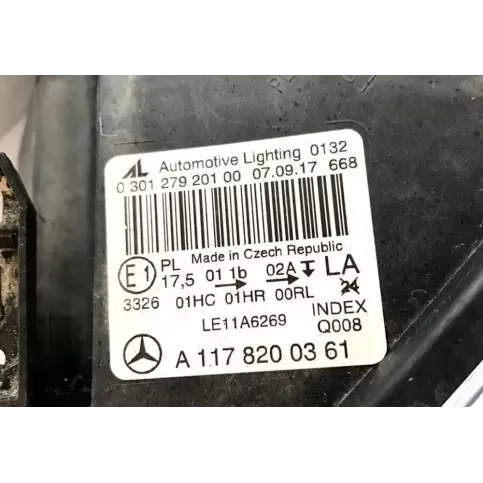 AL Automotive Lighting 0132
0 301 279 201 00 07.09.17 668
Made in Czech Republic
E1 PL 17,5 01 1b 02A LA
3326 01HC 01HR 00RL 24
LE11A6269 INDEX Q008
A 117 820 03 61